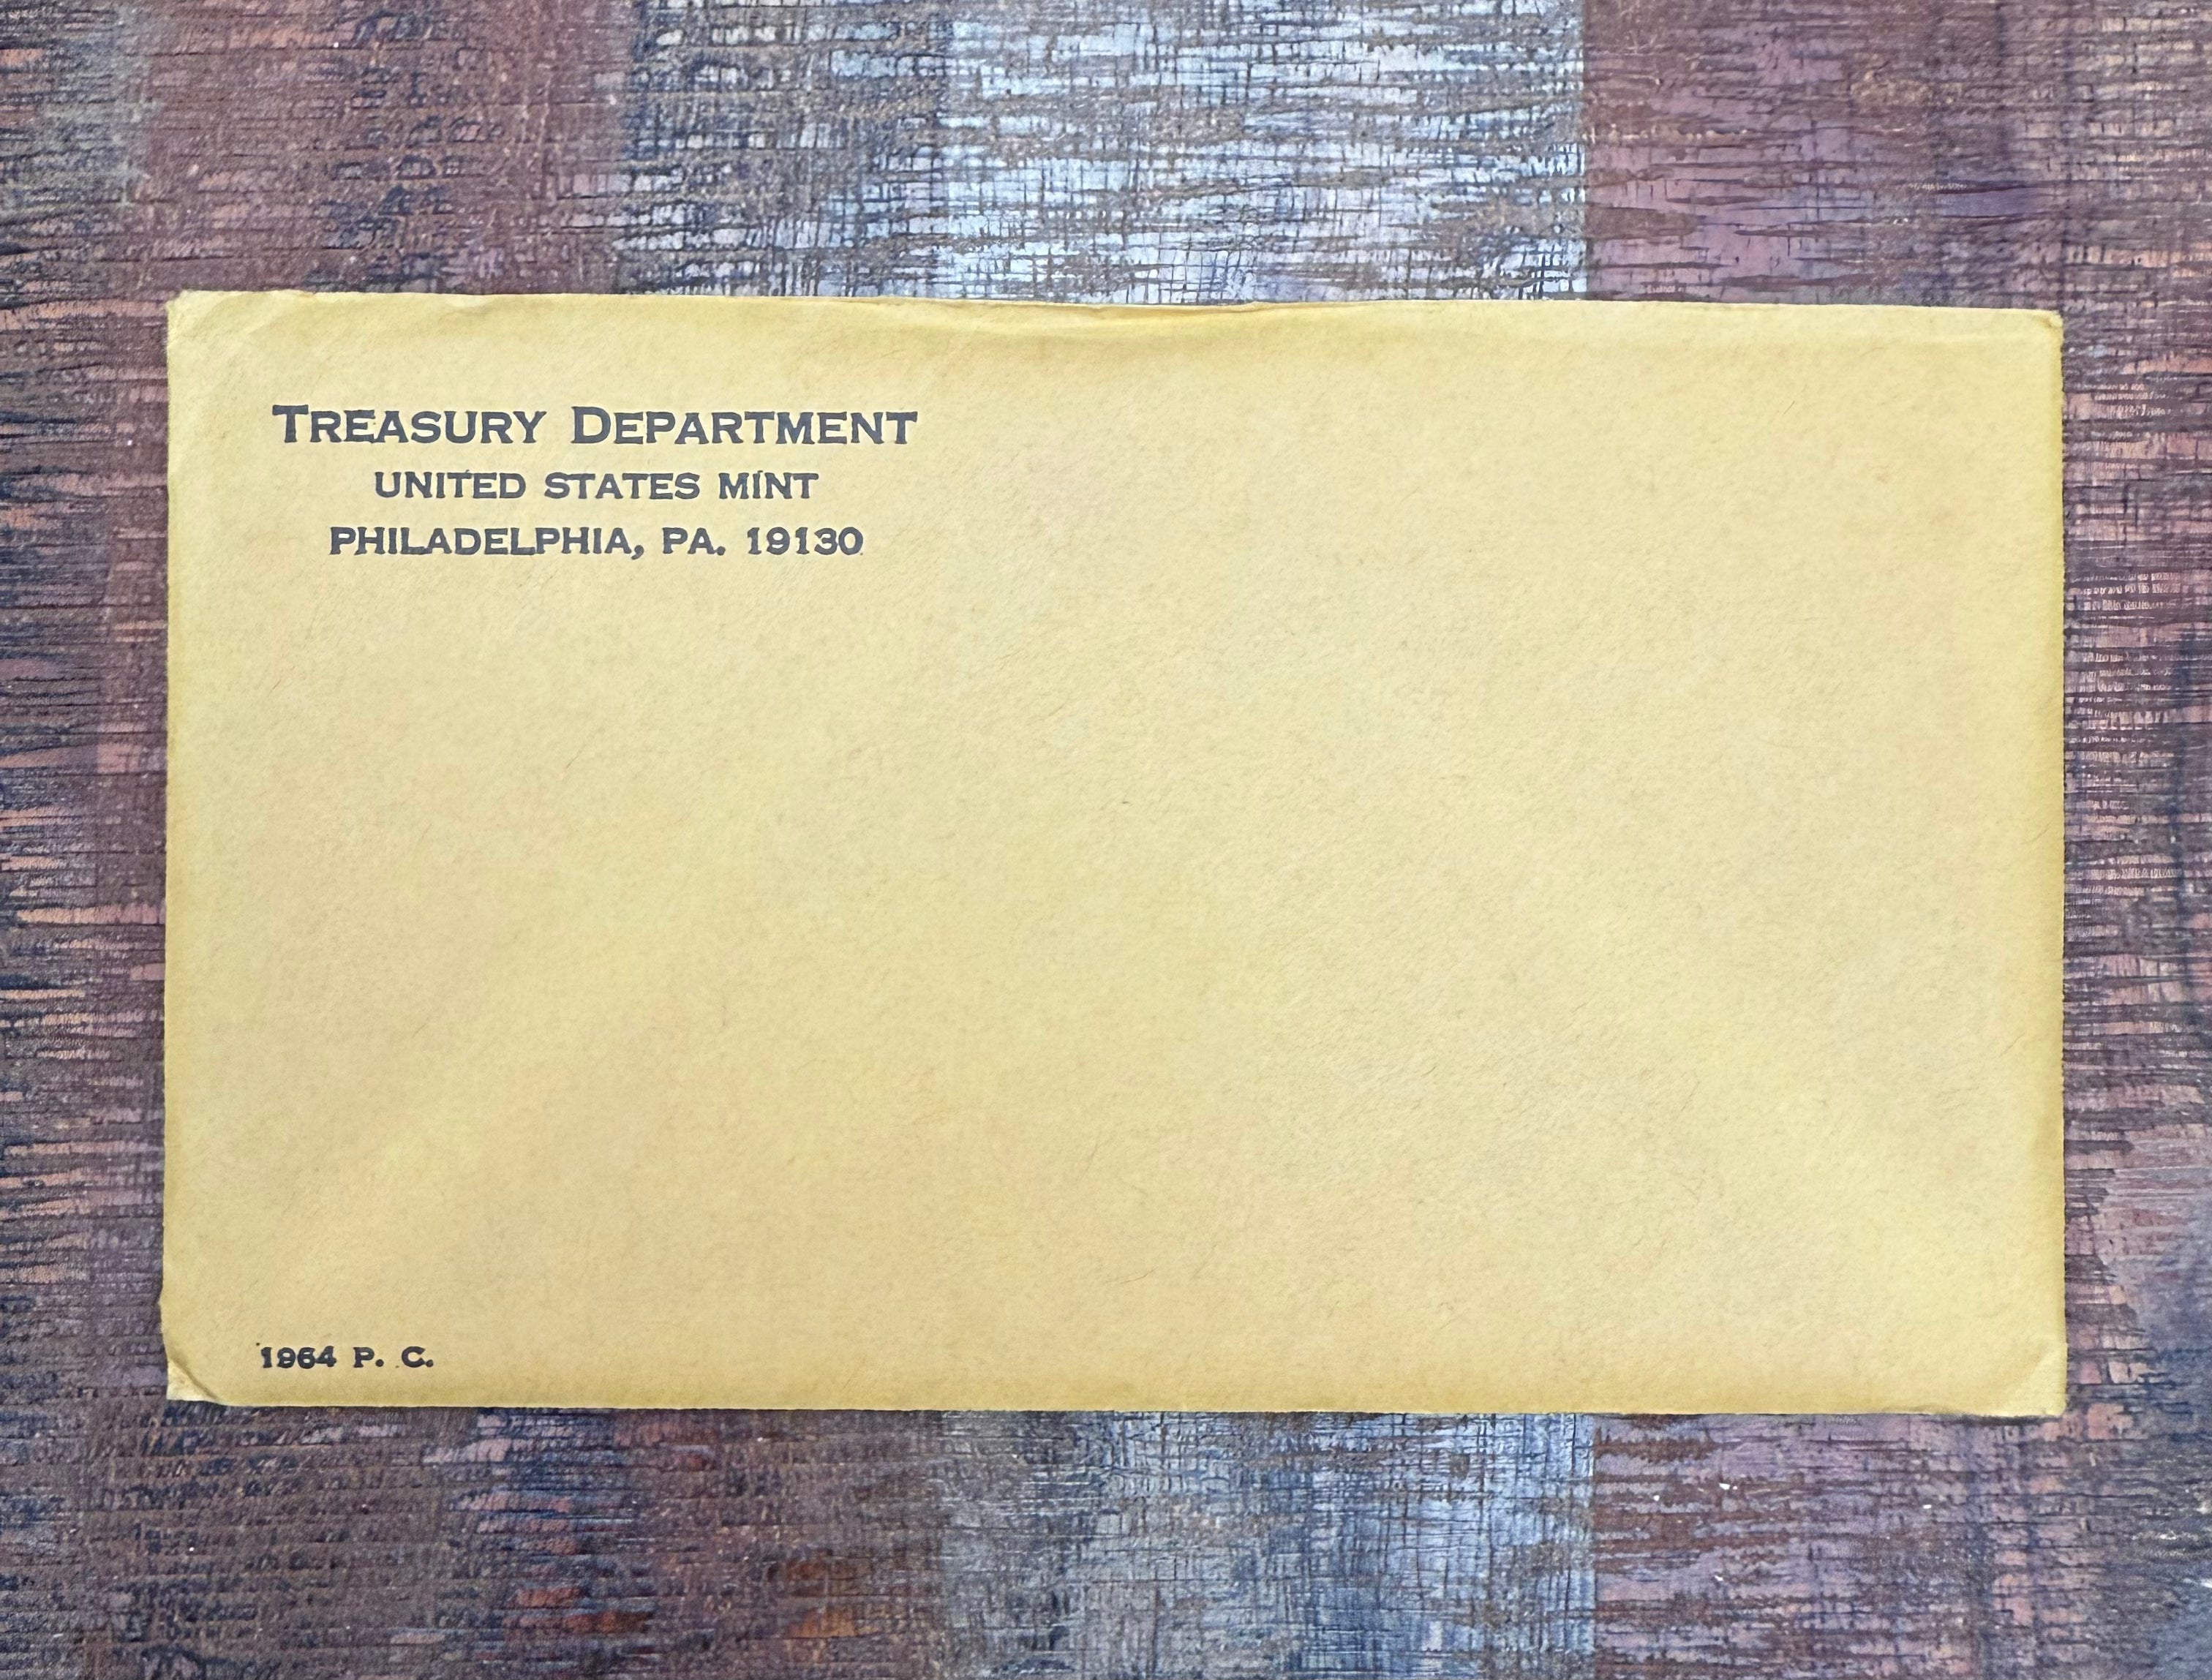 TREASURY DEPARTMENT
UNITED STATES MINT
PHILADELPHIA, PA. 19130
1964 P. C.